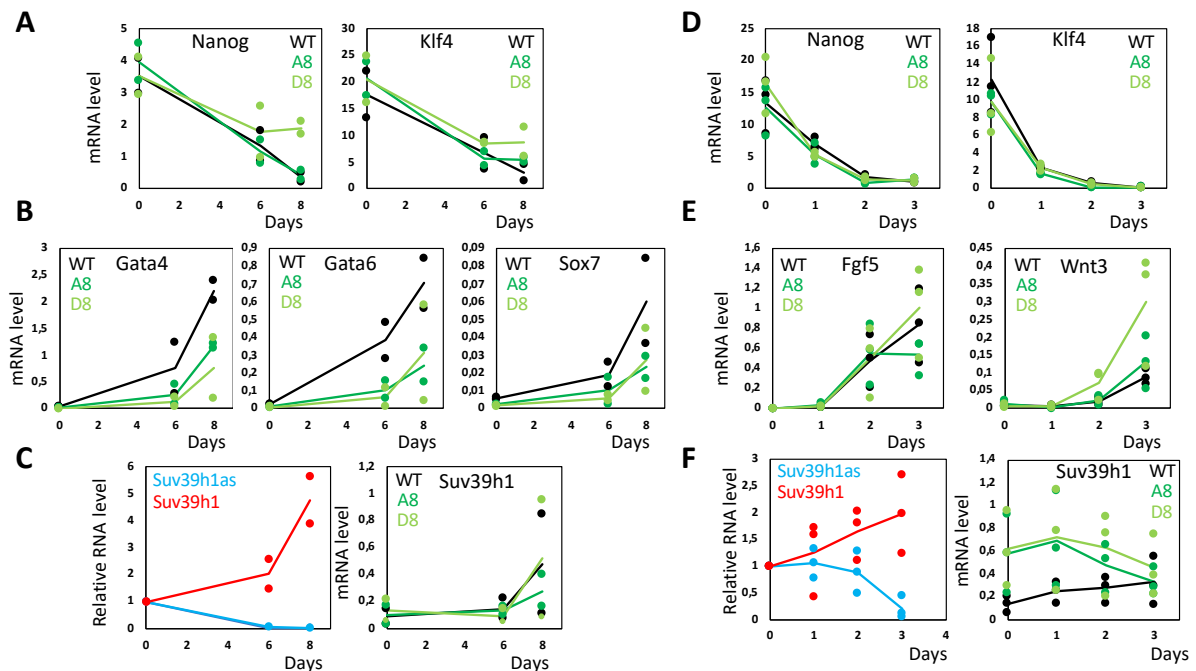 A
Nanog
WT
A8
D8
mRNA level
5
4
3
2
1
0
0 2 4 6 8
Days
Klf4
WT
A8
D8
30
25
20
15
10
5
0
0 2 4 6 8
Days
D
Nanog
WT
A8
D8
mRNA level
25
20
15
10
5
0
0 1 2 3
Days
Klf4
WT
A8
D8
18
16
14
12
10
8
6
4
2
0
0 1 2 3
Days
B
Gata4
WT
A8
D8
mRNA level
3
2,5
2
1,5
1
0,5
0
0 2 4 6 8
Days
Gata6
WT
A8
D8
0,9
0,8
0,7
0,6
0,5
0,4
0,3
0,2
0,1
0
0 2 4 6 8
Days
Sox7
WT
A8
D8
0,09
0,08
0,07
0,06
0,05
0,04
0,03
0,02
0,01
0
0 2 4 6 8
Days
E
Fgf5
WT
A8
D8
mRNA level
1,6
1,4
1,2
1
0,8
0,6
0,4
0,2
0
0 1 2 3
Days
Wnt3
WT
A8
D8
0,45
0,4
0,35
0,3
0,25
0,2
0,15
0,1
0,05
0
0 1 2 3
Days
C
Suv39h1as
Suv39h1
Relative RNA level
6
5
4
3
2
1
0
0 2 4 6 8
Days
WT
A8
D8
Suv39h1
mRNA level
1,2
1
0,8
0,6
0,4
0,2
0
0 2 4 6 8
Days
F
Suv39h1as
Suv39h1
Relative RNA level
3
2,5
2
1,5
1
0,5
0
0 1 2 3 4
Days
Suv39h1
WT
A8
D8
mRNA level
1,4
1,2
1
0,8
0,6
0,4
0,2
0
0 1 2 3
Days